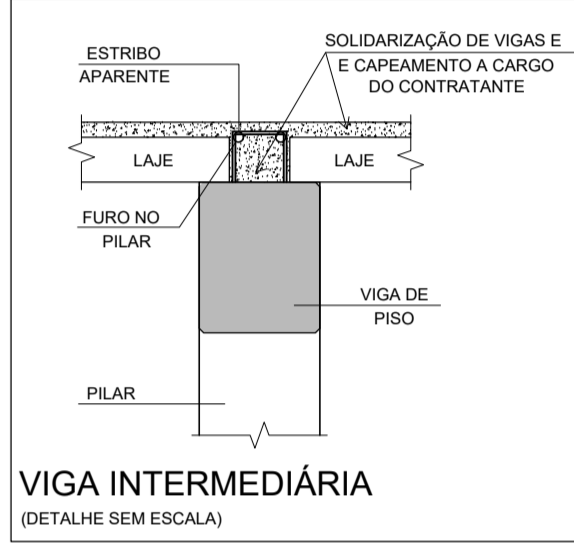 ESTRIBO
APARENTE
SOLIDARIZAÇÃO DE VIGAS E
E CAPEAMENTO A CARGO
DO CONTRATANTE
LAJE
LAJE
FURO NO
PILAR
VIGA DE
PISO
PILAR
VIGA INTERMEDIÁRIA
(DETALHE SEM ESCALA)